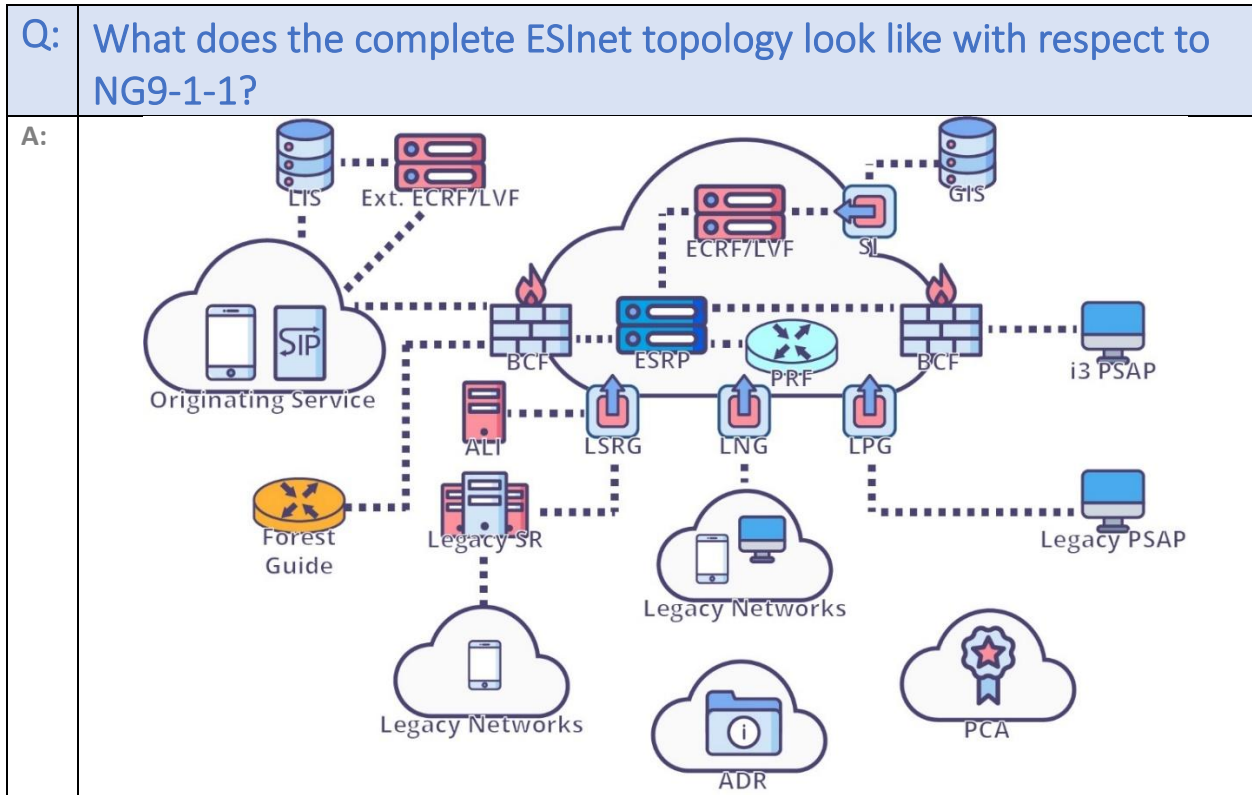 Q:
What does the complete ESInet topology look like with respect to
NG9-1-1?
A:
LIS
Ext. ECRF/LVF
GIS
ECRF/LVF
SI
SIP
Originating Service
BCF
ESRP
PRF
BCF
i3 PSAP
ALI
LSRG
LNG
LPG
Forest
Guide
Legacy SR
Legacy PSAP
Legacy Networks
Legacy Networks
i
ADR
PCA